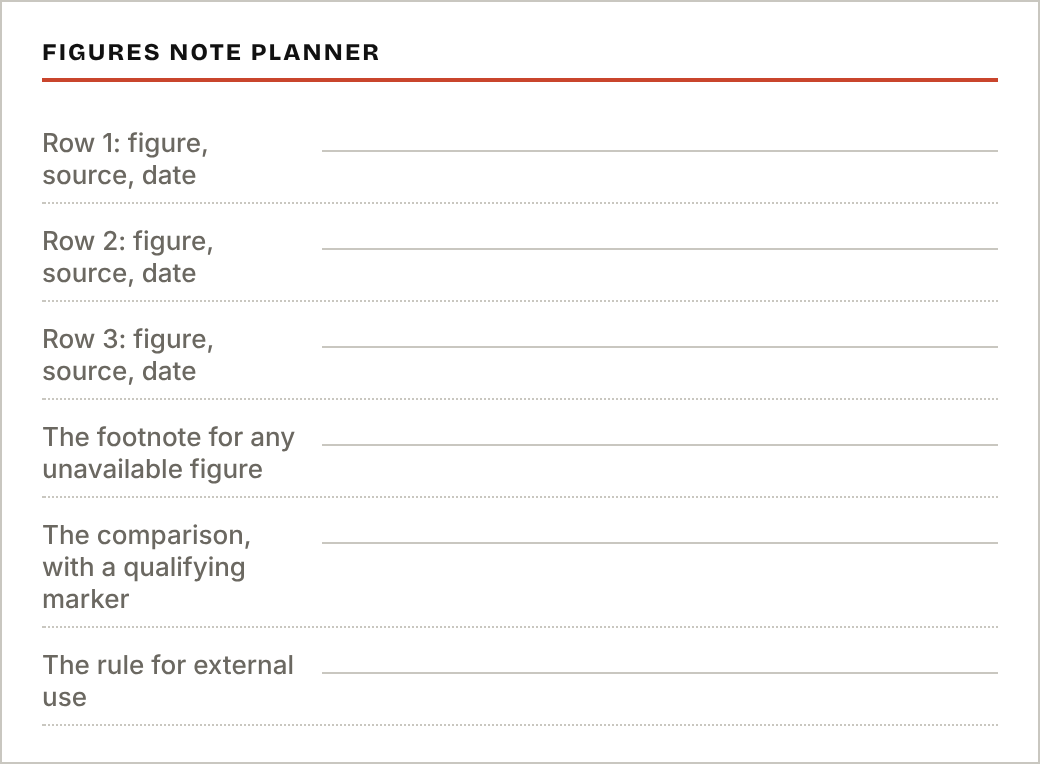 FIGURES NOTE PLANNER
Row 1: figure,
source, date
Row 2: figure,
source, date
Row 3: figure,
source, date
The footnote for any
unavailable figure
The comparison,
with a qualifying
marker
The rule for external
use